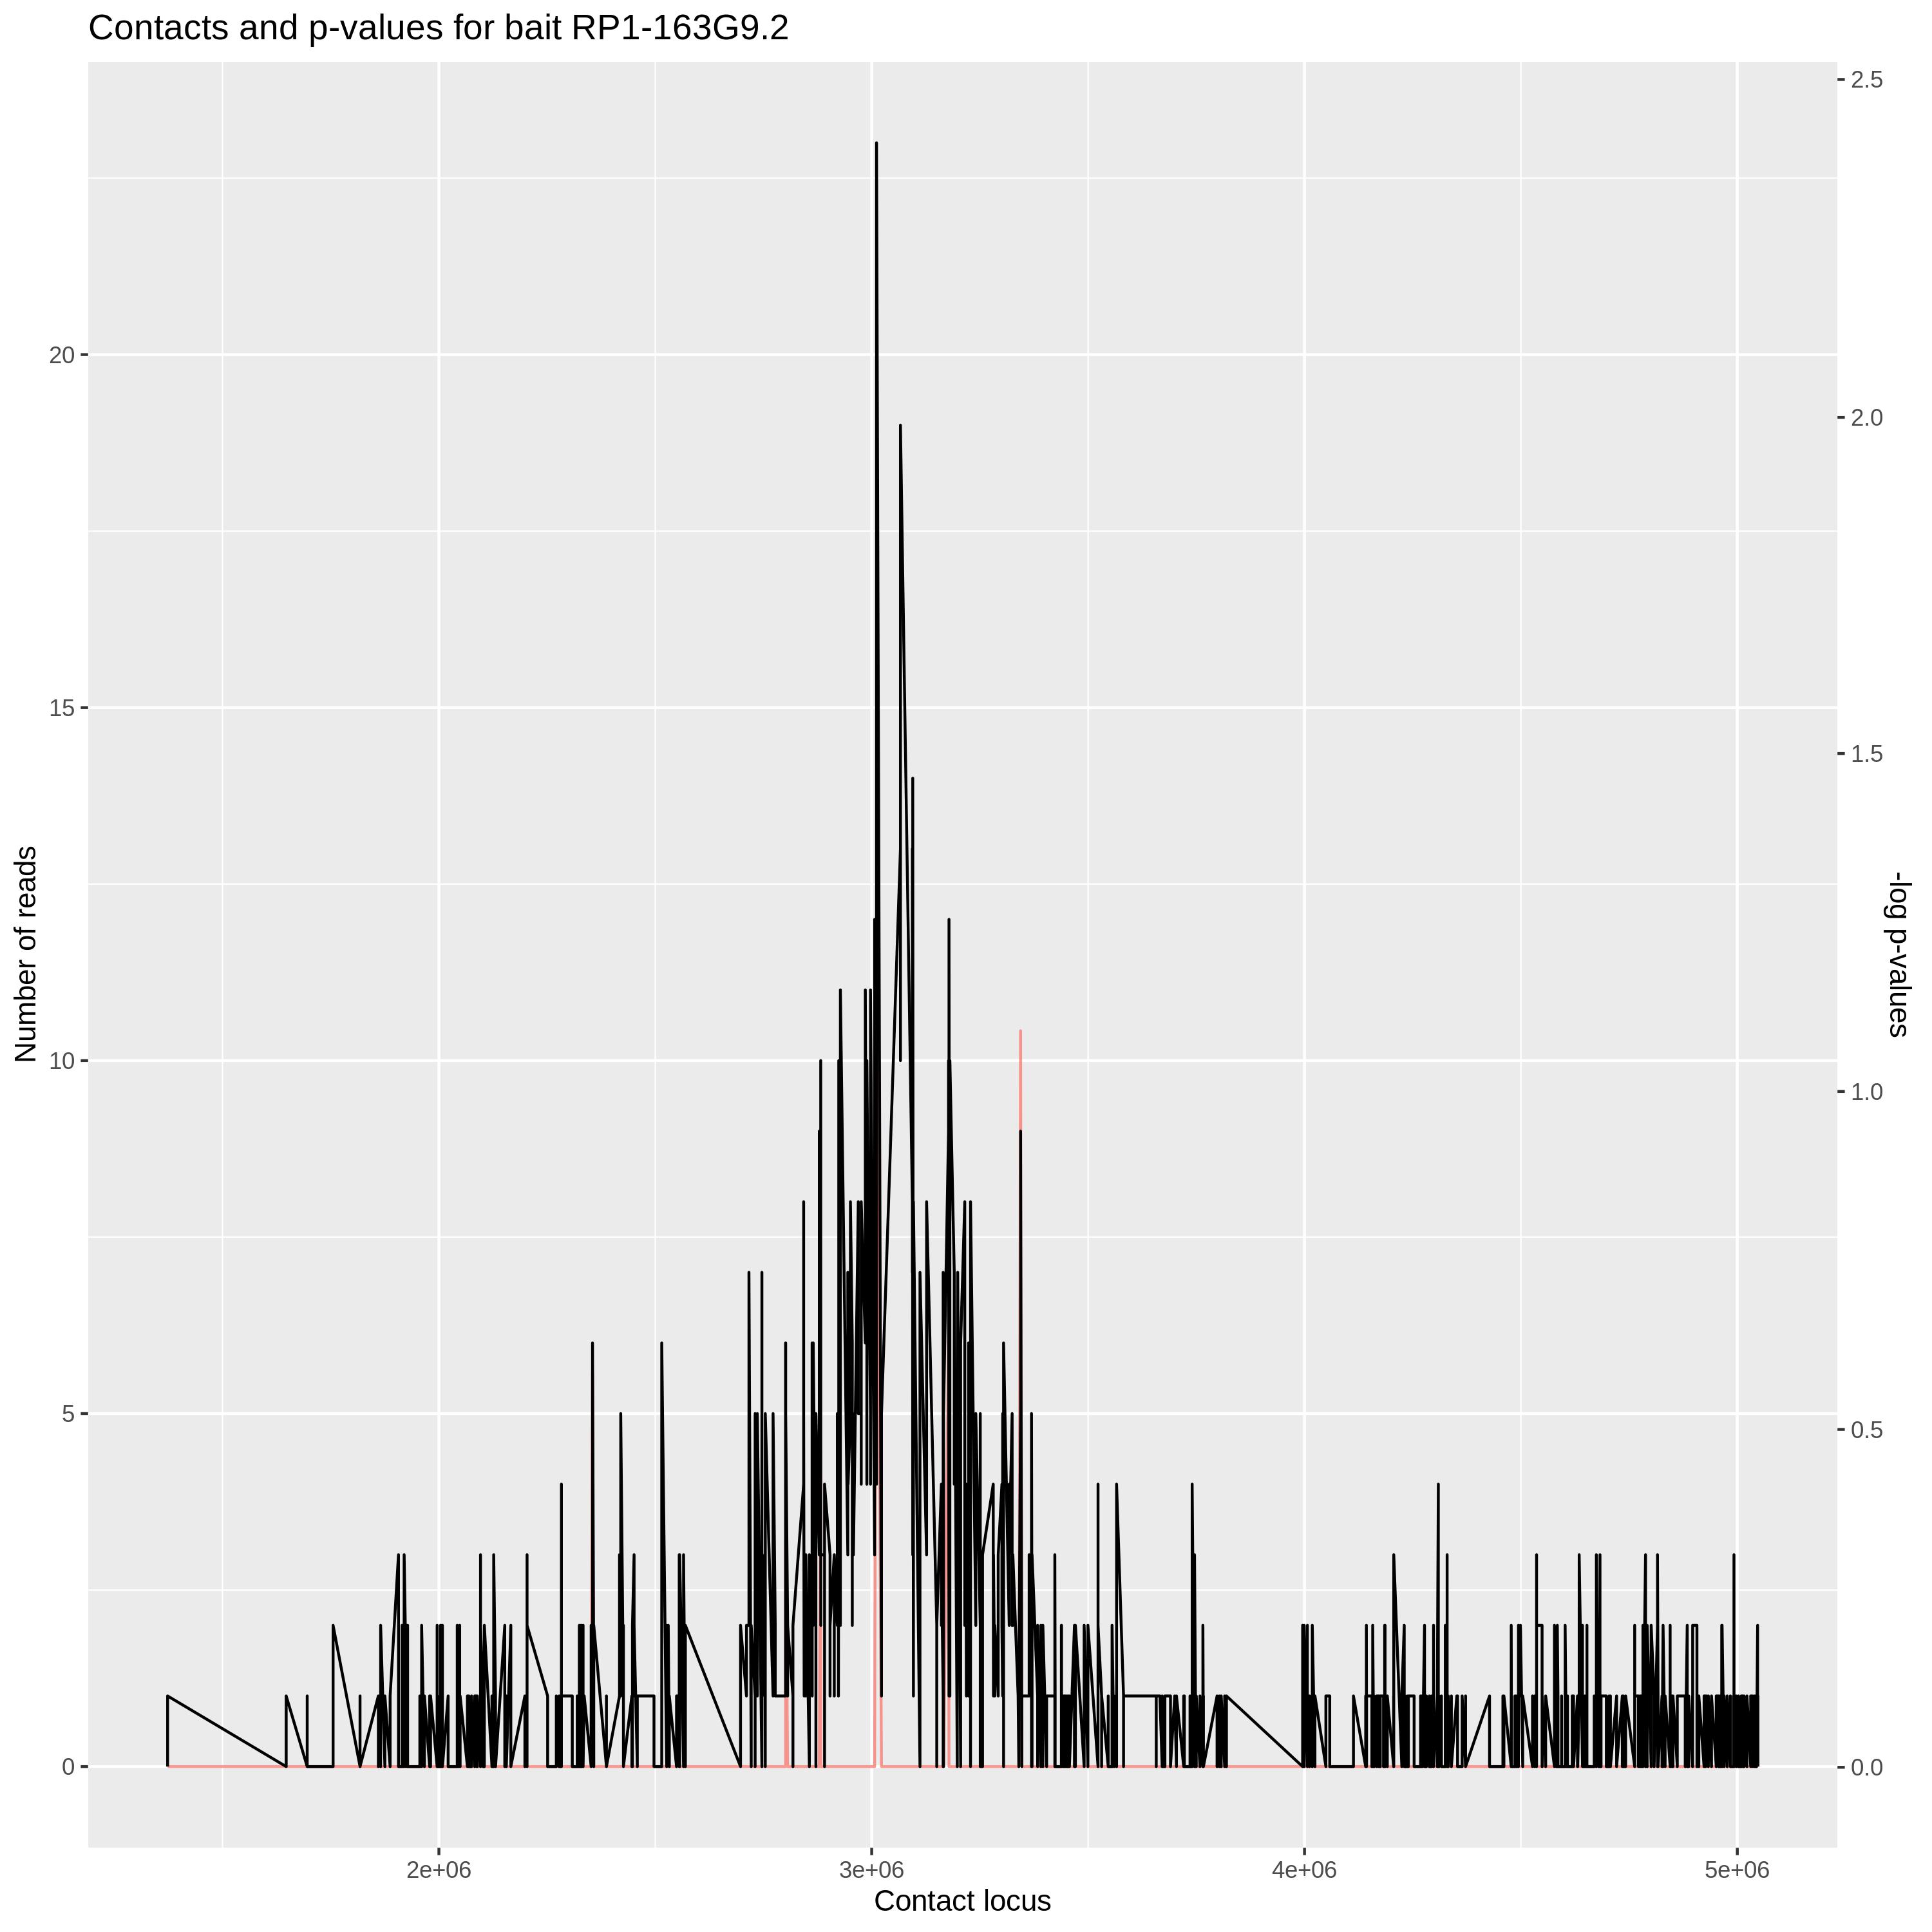 Contacts and p-values for bait RP1-163G9.2
Number of reads
20
15
10
5
0
2.5
2.0
1.5
1.0
0.5
0.0
-log p-values
2e+06
3e+06
4e+06
5e+06
Contact locus